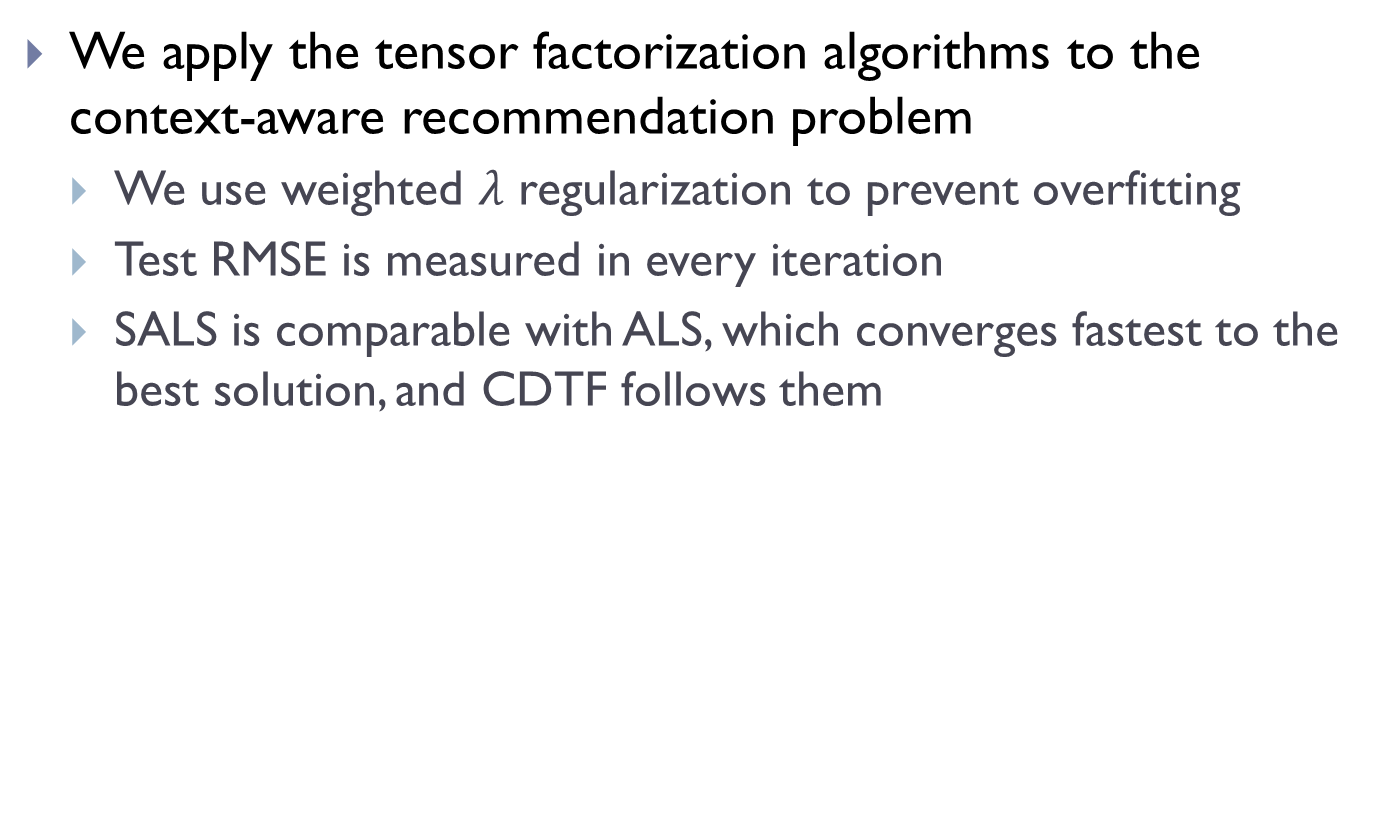 We apply the tensor factorization algorithms to the
context-aware recommendation problem
We use weighted λ regularization to prevent overfitting
Test RMSE is measured in every iteration
SALS is comparable with ALS, which converges fastest to the
best solution, and CDTF follows them